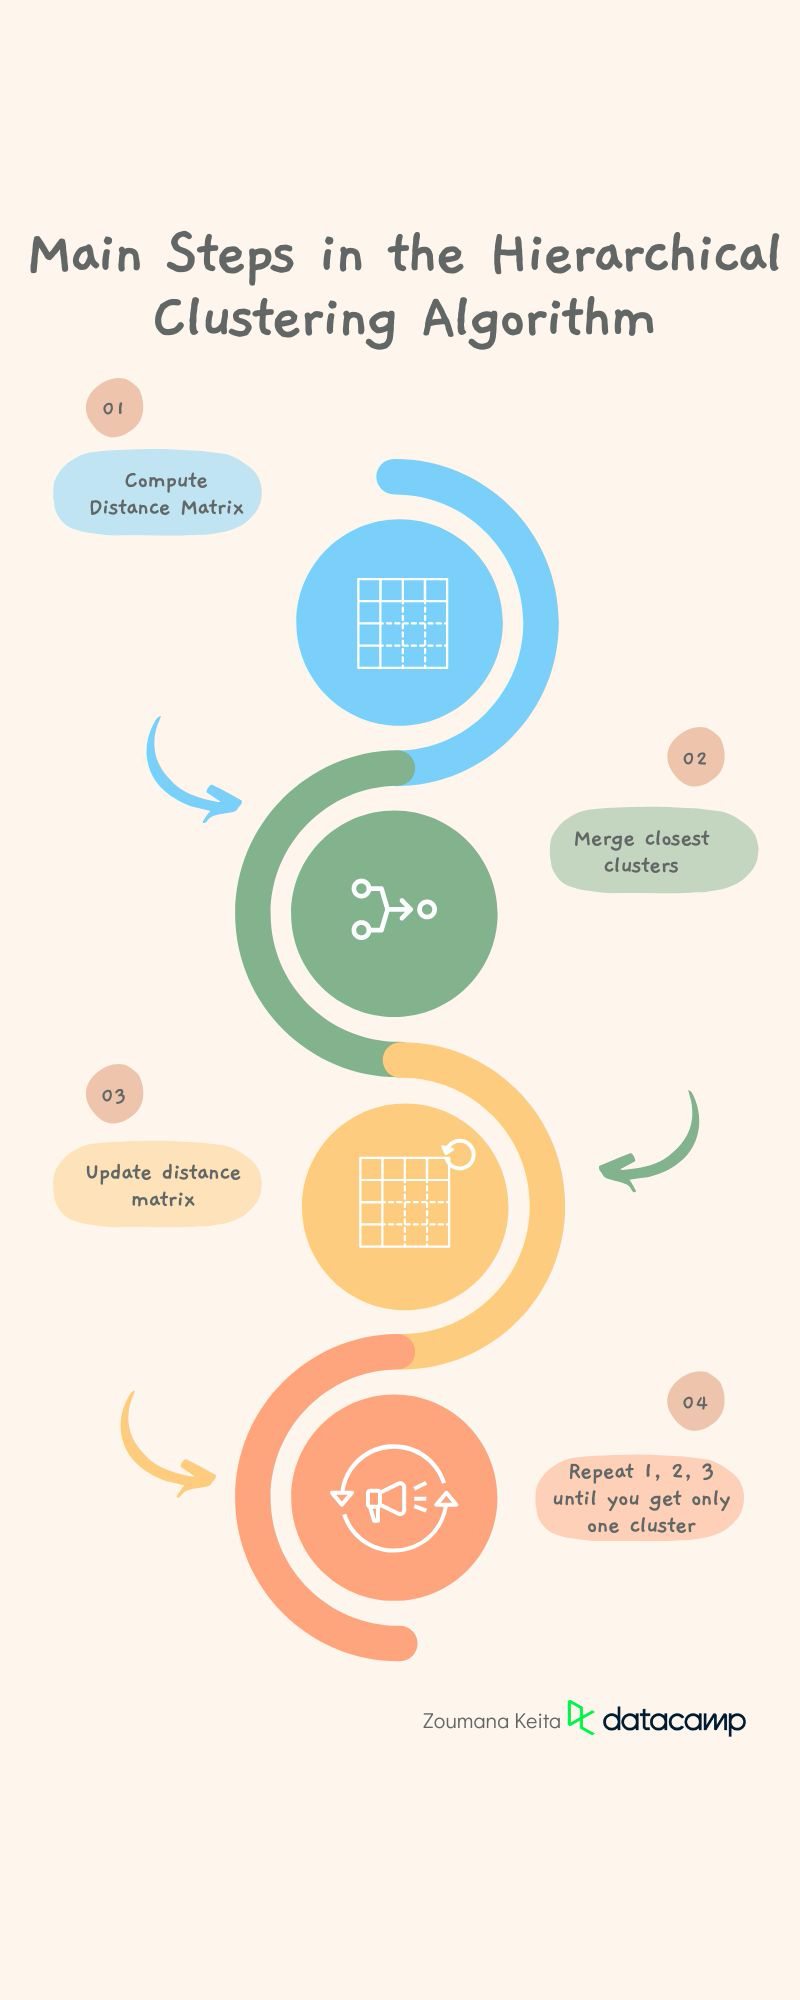 Main Steps in the Hierarchical
Clustering Algorithm
01
Compute
Distance Matrix
02
Merge closest
clusters
03
Update distance
matrix
04
Repeat 1, 2, 3
until you get only
one cluster
Zoumana Keita datacamp